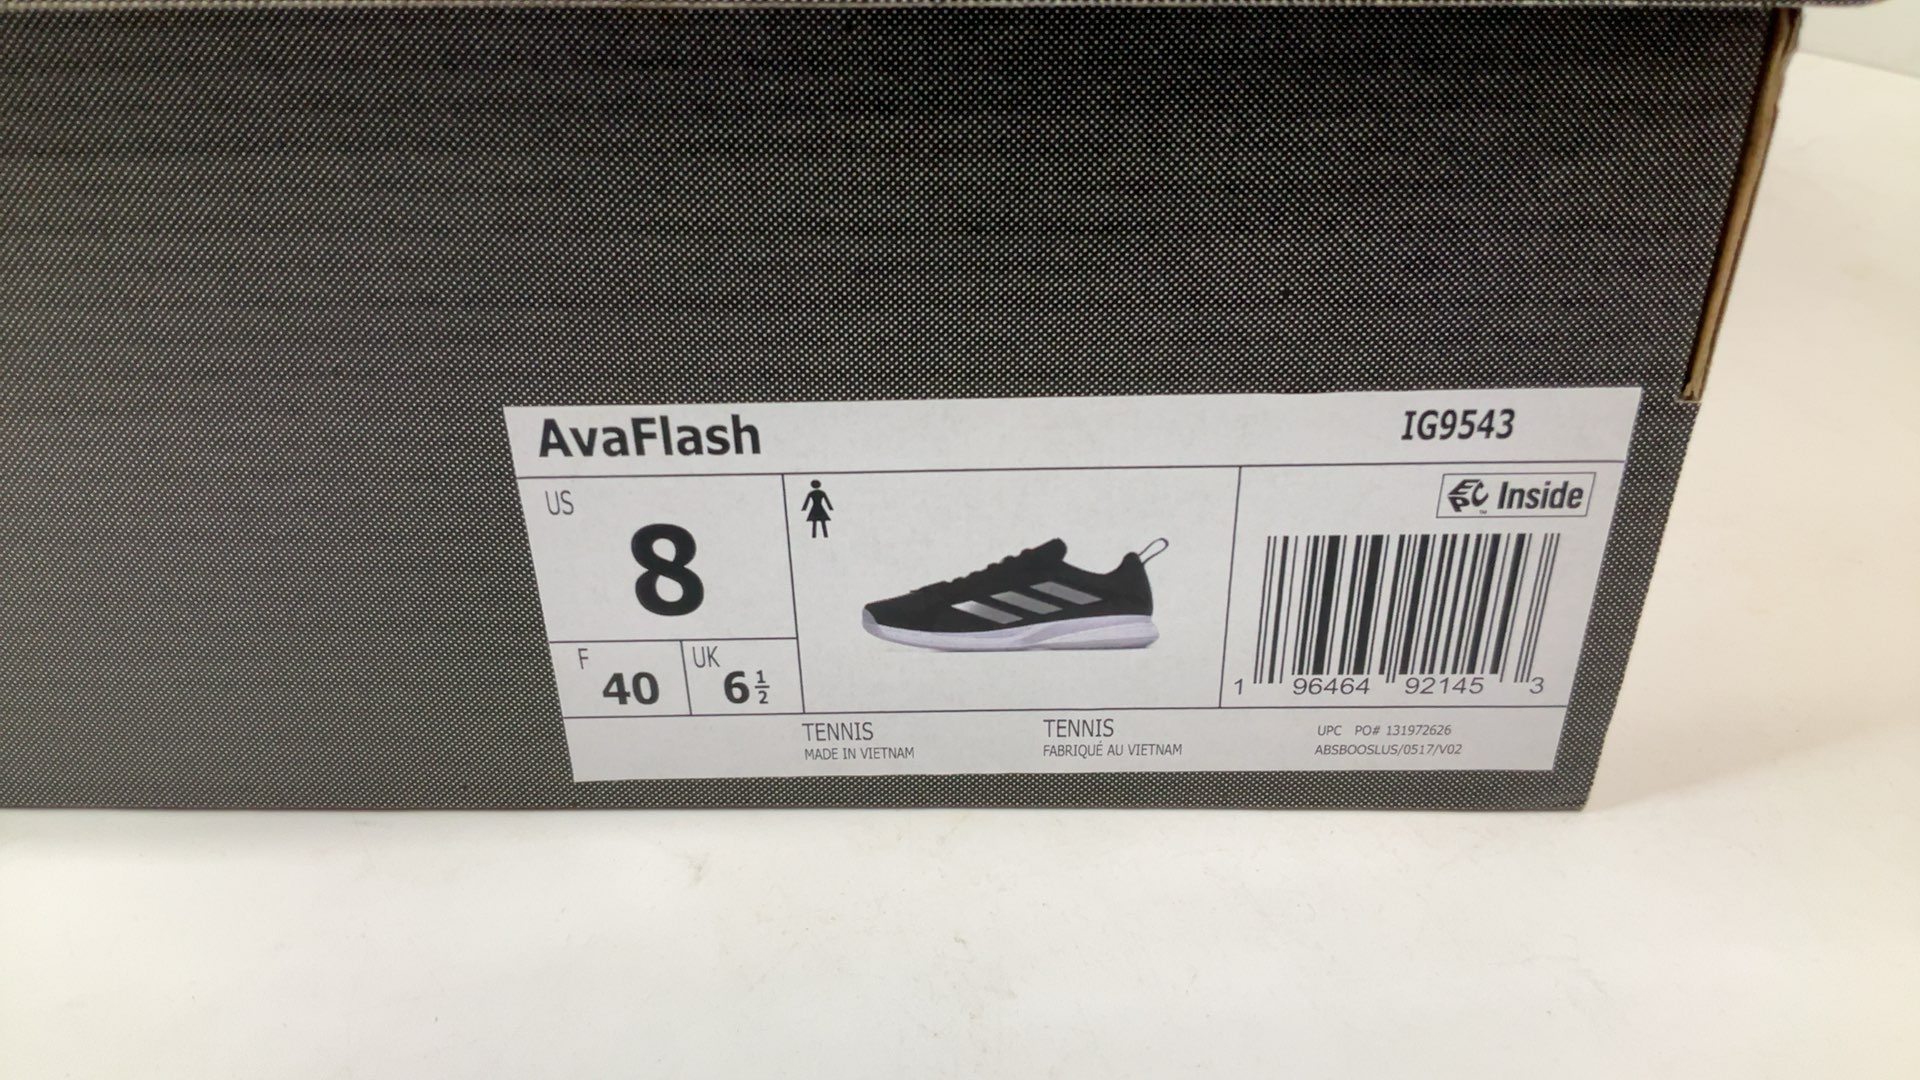 AvaFlash IG9543
US
8
F 40
UK 6 1/2
EPC Inside
1 96464 92145 3
TENNIS
MADE IN VIETNAM
TENNIS
FABRIQUÉ AU VIETNAM
UPC PO# 131972626
ABSBOOSLUS/0517/V02